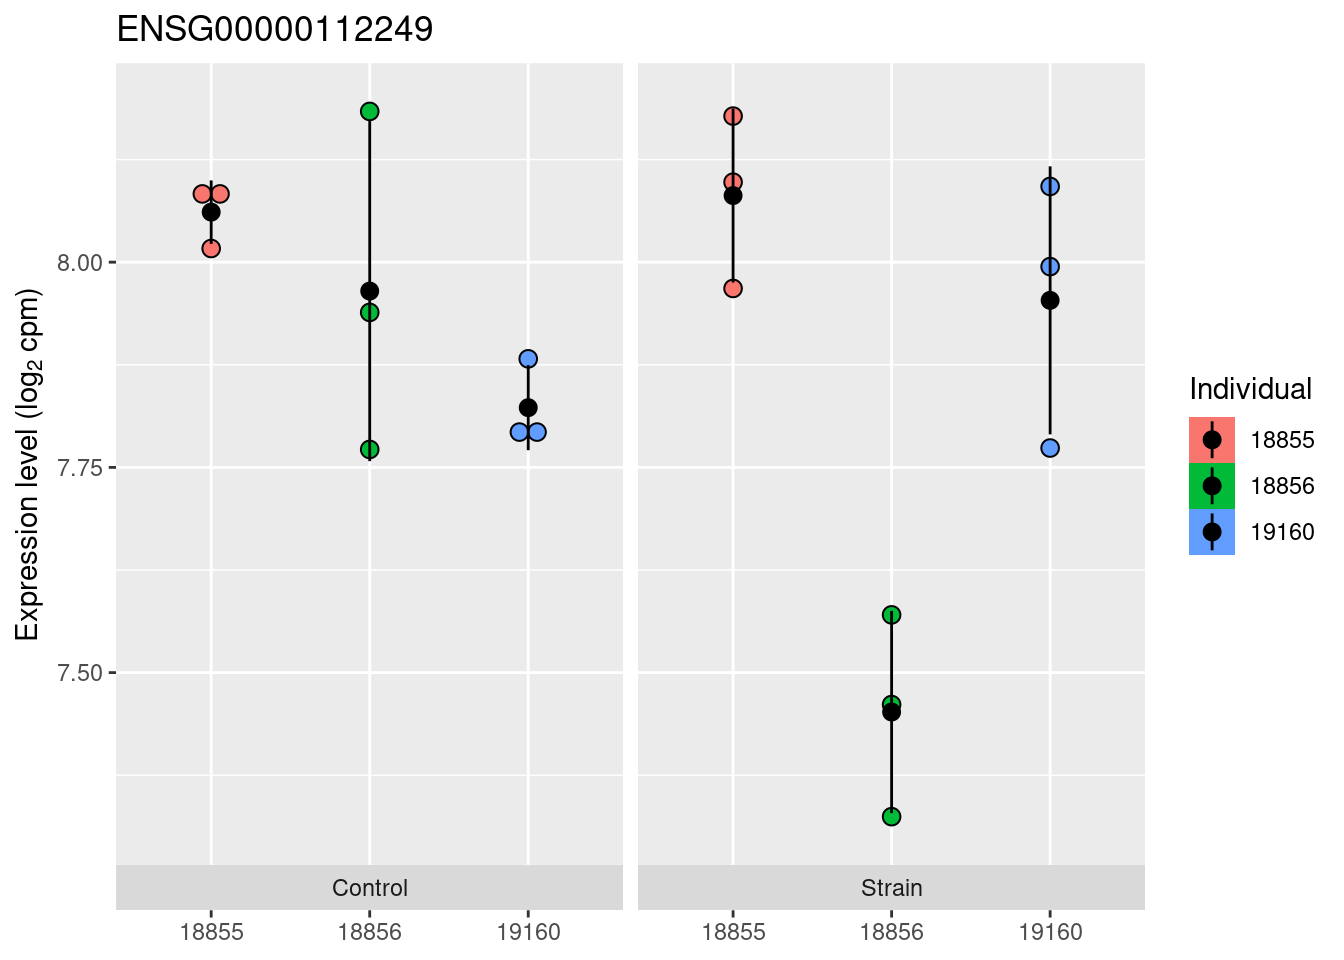 ENSG00000112249
Expression level (log₂ cpm)
8.00
7.75
7.50
Control
Strain
18855
18856
19160
18855
18856
19160
Individual
18855
18856
19160